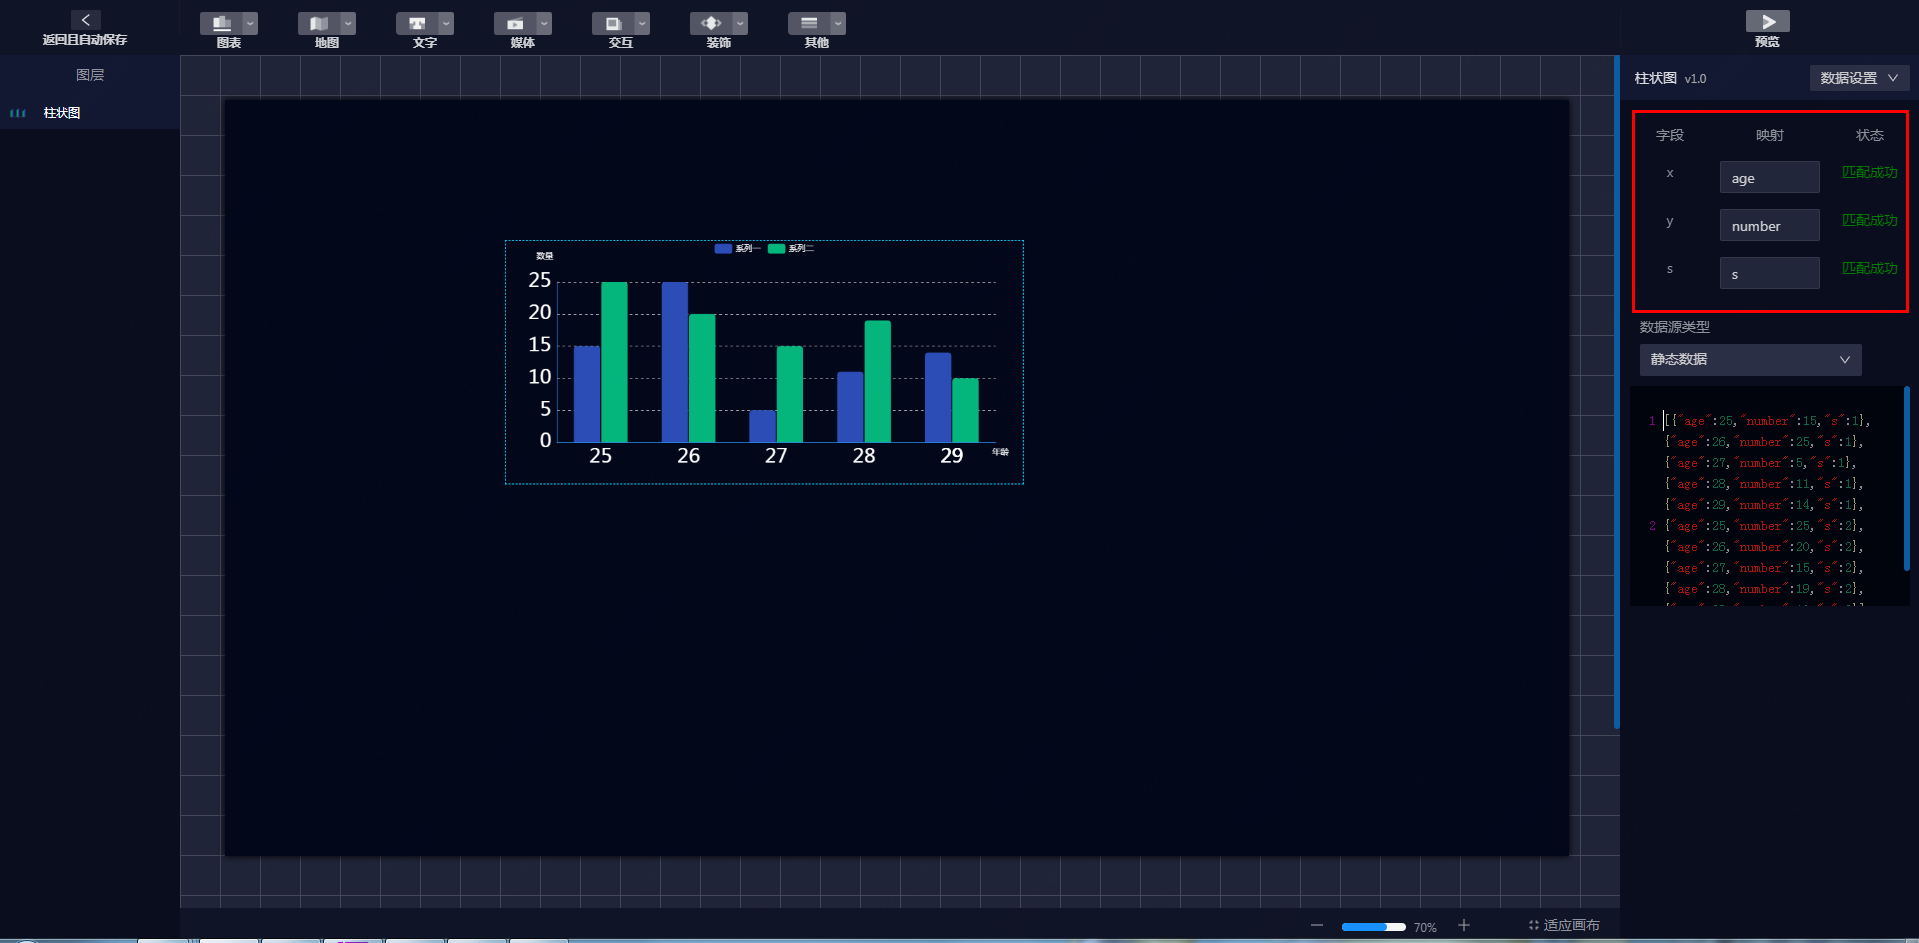 返回且自动保存
图表
地图
文字
媒体
交互
装饰
其他
预览
图层
柱状图
柱状图 v1.0
数据设置
字段 映射 状态
x age 匹配成功
y number 匹配成功
s s 匹配成功
数据源类型
静态数据
1 [{"age":25,"number":15,"s":1},
{"age":26,"number":25,"s":1},
{"age":27,"number":5,"s":1},
{"age":28,"number":11,"s":1},
{"age":29,"number":14,"s":1},
2 {"age":25,"number":25,"s":2},
{"age":26,"number":20,"s":2},
{"age":27,"number":15,"s":2},
{"age":28,"number":19,"s":2},
系列一 系列二
数量
25
20
15
10
5
0
25 26 27 28 29 年龄
70%
适应画布